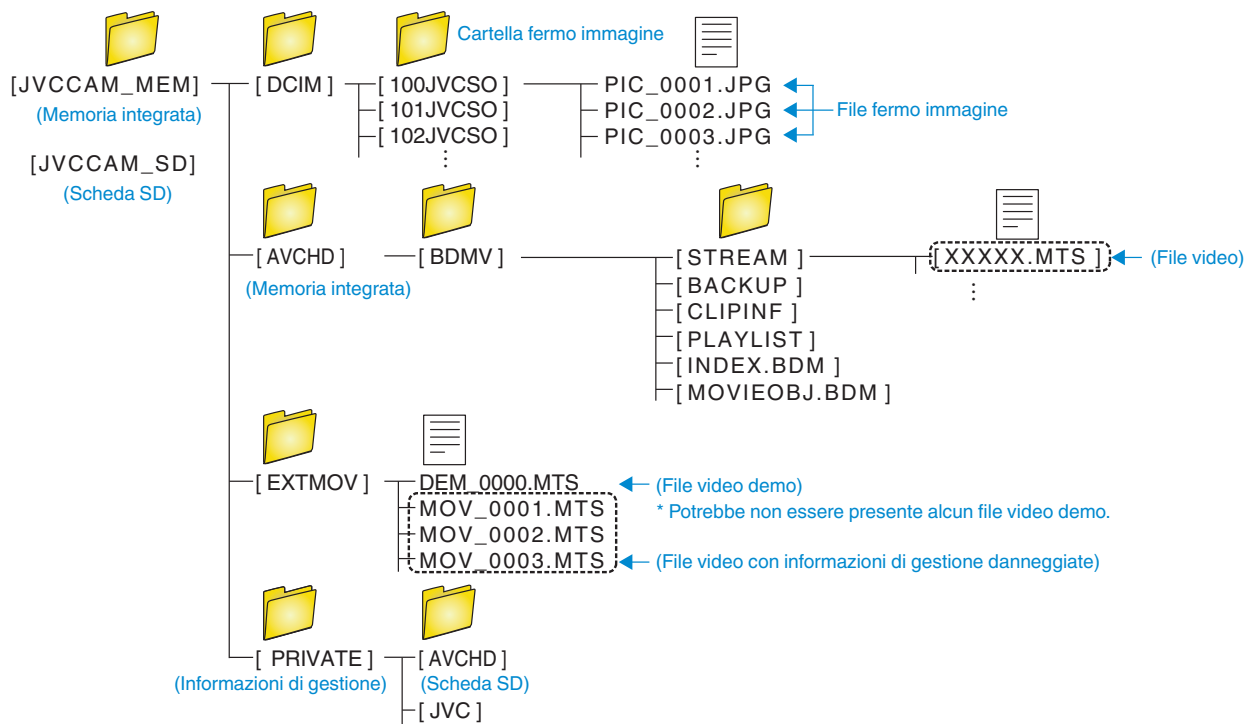 Cartella fermo immagine
[JVCCAM_MEM] [DCIM] [100JVCSO] PIC_0001.JPG
(Memoria integrata) [101JVCSO] PIC_0002.JPG File fermo immagine
[102JVCSO] PIC_0003.JPG
[JVCCAM_SD]
(Scheda SD)
[AVCHD] [BDMV] [STREAM] [XXXXX.MTS] (File video)
(Memoria integrata) [BACKUP]
[CLIPINF]
[PLAYLIST]
[INDEX.BDM]
[MOVIEOBJ.BDM]
[EXTMOV] DEM_0000.MTS (File video demo)
MOV_0001.MTS * Potrebbe non essere presente alcun file video demo.
MOV_0002.MTS
MOV_0003.MTS (File video con informazioni di gestione danneggiate)
[PRIVATE] [AVCHD]
(Informazioni di gestione) (Scheda SD)
[JVC]